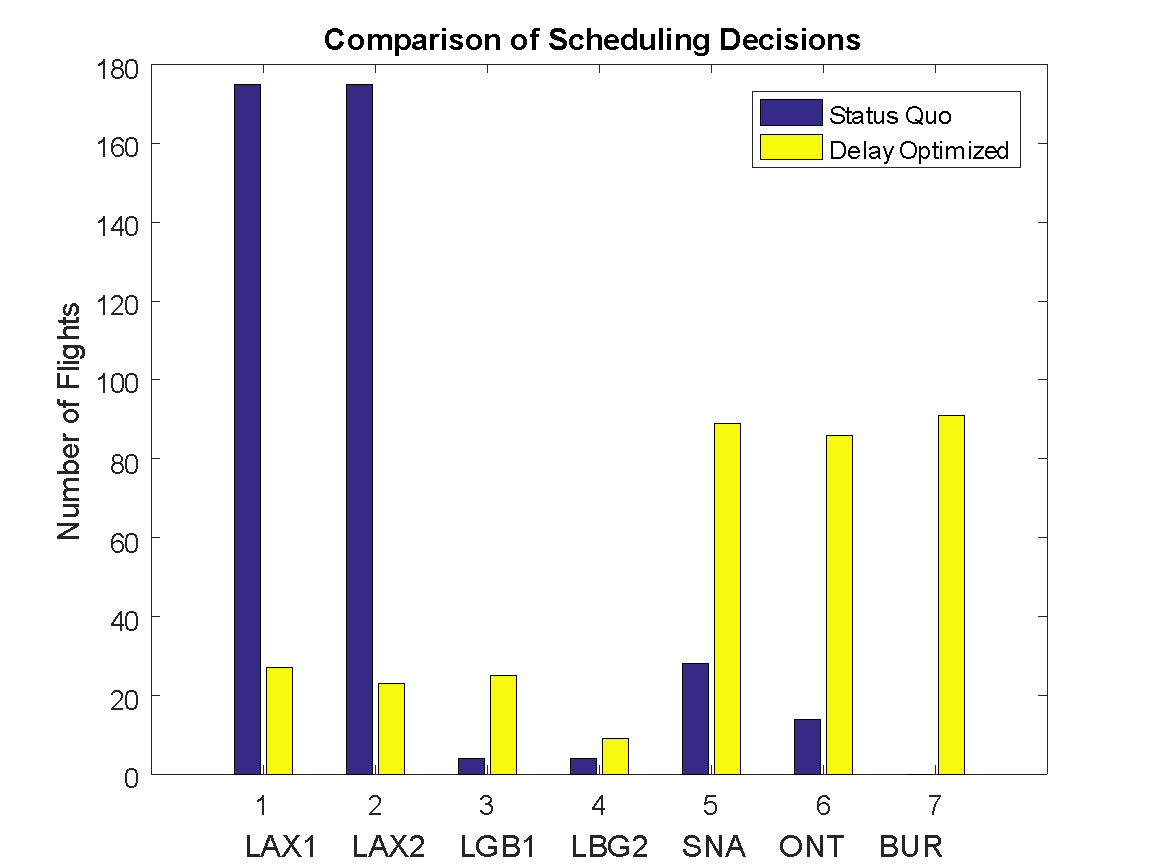 Comparison of Scheduling Decisions
180
160
140
120
100
80
60
40
20
0
Number of Flights
Status Quo
Delay Optimized
1 2 3 4 5 6 7
LAX1 LAX2 LGB1 LBG2 SNA ONT BUR